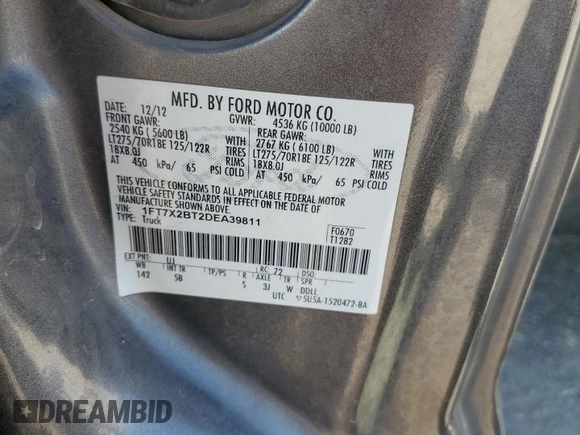 MFD. BY FORD MOTOR CO.
DATE: 12/12 GVWR: 4536 KG (10000 LB)
FRONT GAWR: REAR GAWR:
2540 KG ( 5600 LB) WITH 2767 KG ( 6100 LB) WITH
LT275/70R18E 125/122R TIRES LT275/70R18E 125/122R TIRES
18X8.0J RIMS 18X8.0J RIMS
AT 450 kPa/ 65 PSI COLD AT 450 kPa/ 65 PSI COLD
THIS VEHICLE CONFORMS TO ALL APPLICABLE FEDERAL MOTOR
VEHICLE SAFETY STANDARDS IN EFFECT ON THE DATE OF
MANUFACTURE SHOWN ABOVE.
VIN: 1FT7X2BT2DEA39811 F0670
TYPE: Truck T1282
EXT PNT: UJ RC: 72 DSO:
WB INT TR TP/PS R AXLE TR SPR
142 SB S 3J W DDLL
UTC ▽5U5A-1520472-BA
DREAMBID